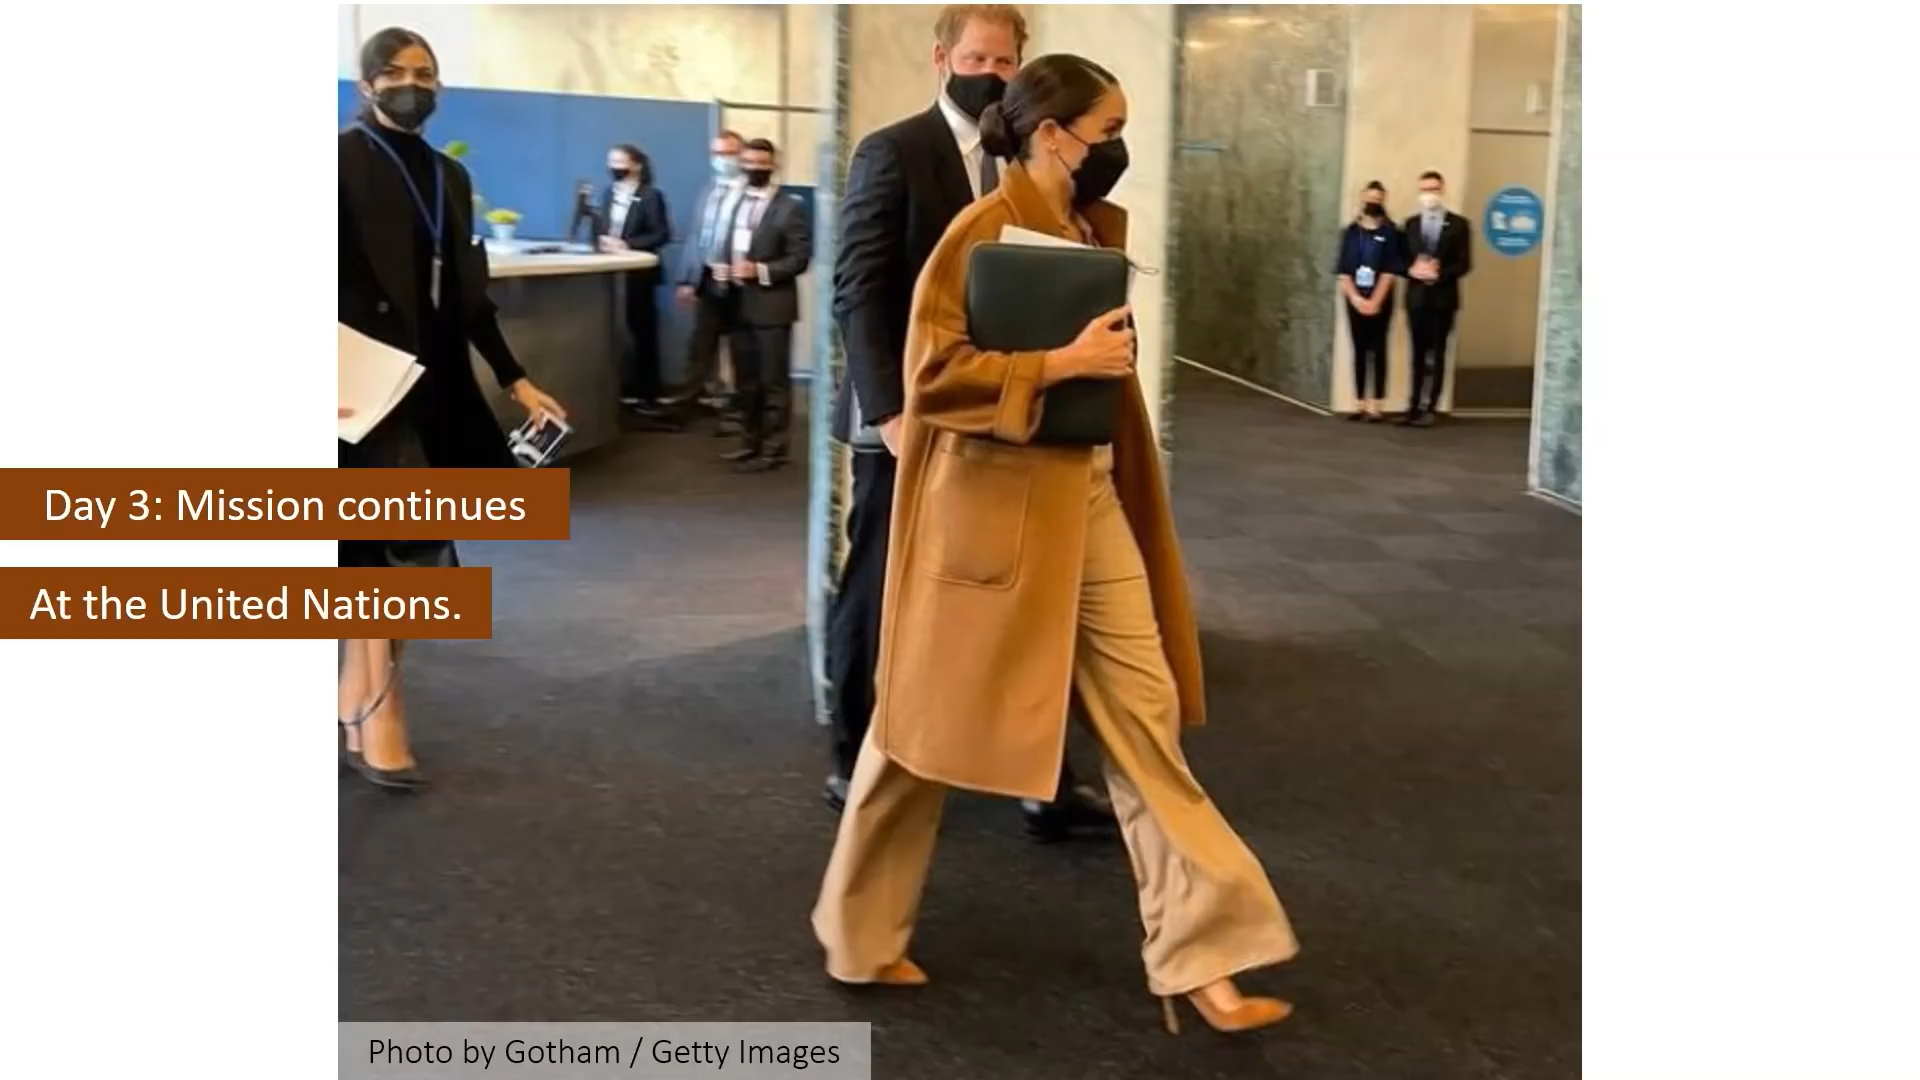 Day 3: Mission continues
At the United Nations.
Photo by Gotham / Getty Images